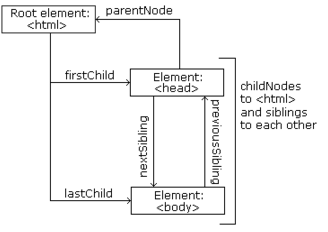 Root element:
<html>
parentNode
firstChild
Element:
<head>
childNodes
to <html>
and siblings
to each other
nextSibling
previousSibling
lastChild
Element:
<body>